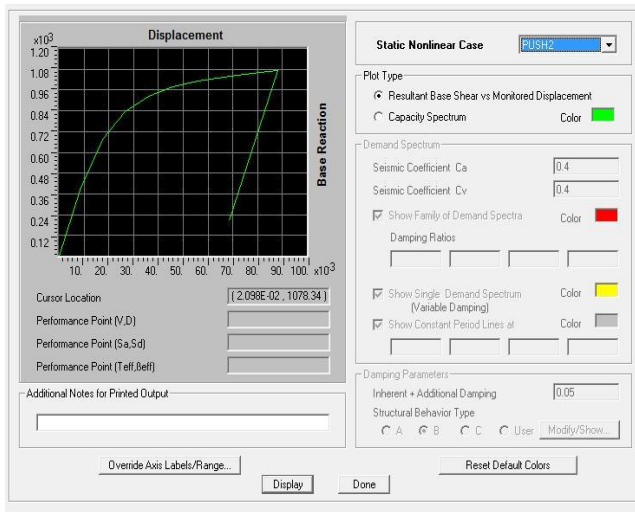 Displacement
x10³
1.20
1.08
0.96
0.84
0.72
0.60
0.48
0.36
0.24
0.12
Base Reaction
10. 20. 30. 40. 50. 60. 70. 80. 90. 100. x10³
Cursor Location (2.098E-02 , 1078.34)
Performance Point (V,D)
Performance Point (Sa,Sd)
Performance Point (Teff,ßeff)
Additional Notes for Printed Output
Override Axis Labels/Range...
Static Nonlinear Case PUSH2
Plot Type
Resultant Base Shear vs Monitored Displacement
Capacity Spectrum Color
Demand Spectrum
Seismic Coefficient Ca 0.4
Seismic Coefficient Cv 0.4
Show Family of Demand Spectra Color
Damping Ratios
Show Single Demand Spectrum Color
(Variable Damping)
Show Constant Period Lines at Color
Damping Parameters
Inherent + Additional Damping 0.05
Structural Behavior Type
A B C User Modify/Show...
Reset Default Colors
Display Done